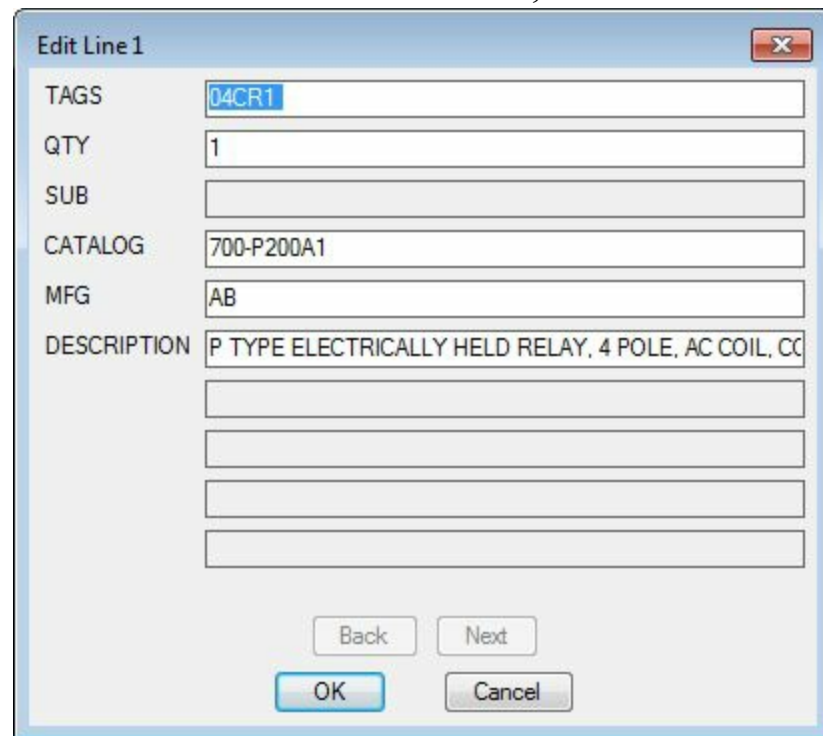 Edit Line 1
TAGS 04CR1
QTY 1
SUB
CATALOG 700-P200A1
MFG AB
DESCRIPTION P TYPE ELECTRICALLY HELD RELAY, 4 POLE, AC COIL,
Back Next
OK Cancel